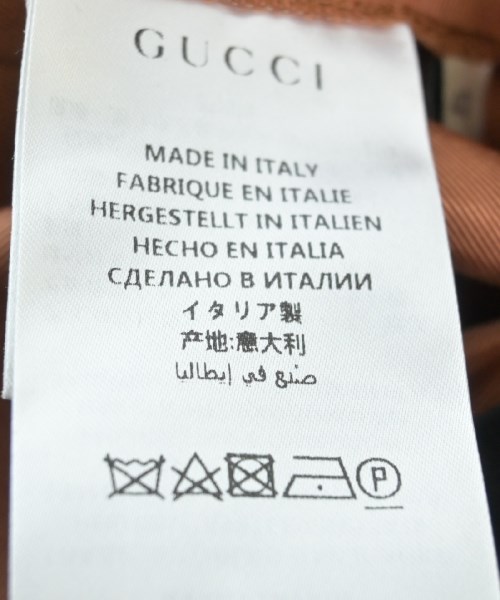 GUCCI
MADE IN ITALY
FABRIQUE EN ITALIE
HERGESTELLT IN ITALIEN
HECHO EN ITALIA
СДЕЛАНО В ИТАЛИИ
イタリア製
产地:意大利
صنع في إيطاليا
P